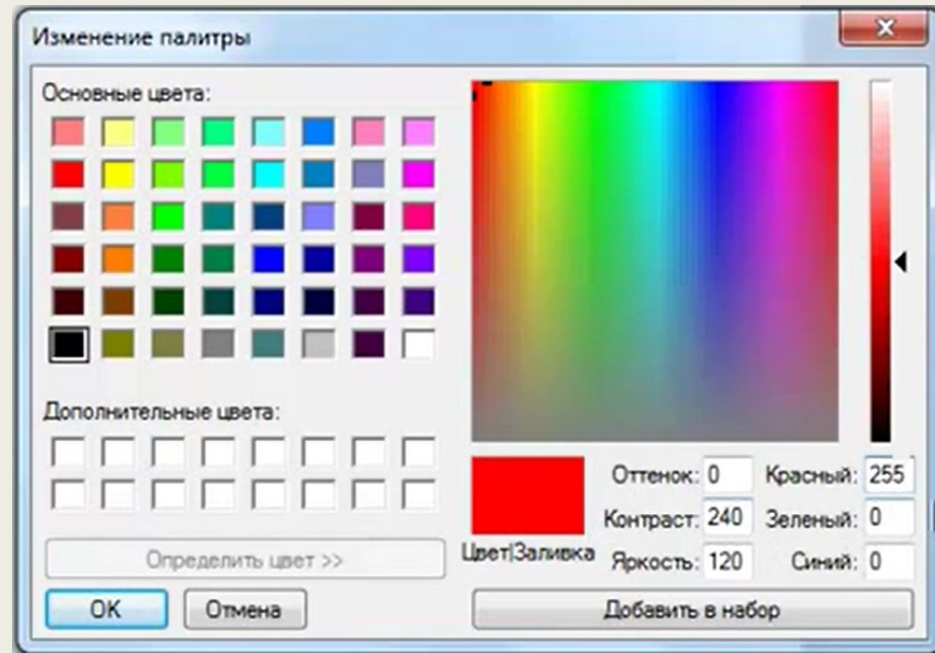 Изменение палитры
Основные цвета:
Дополнительные цвета:
Определить цвет >>
OK
Отмена
Цвет|Заливка
Оттенок: 0
Контраст: 240
Яркость: 120
Красный: 255
Зеленый: 0
Синий: 0
Добавить в набор